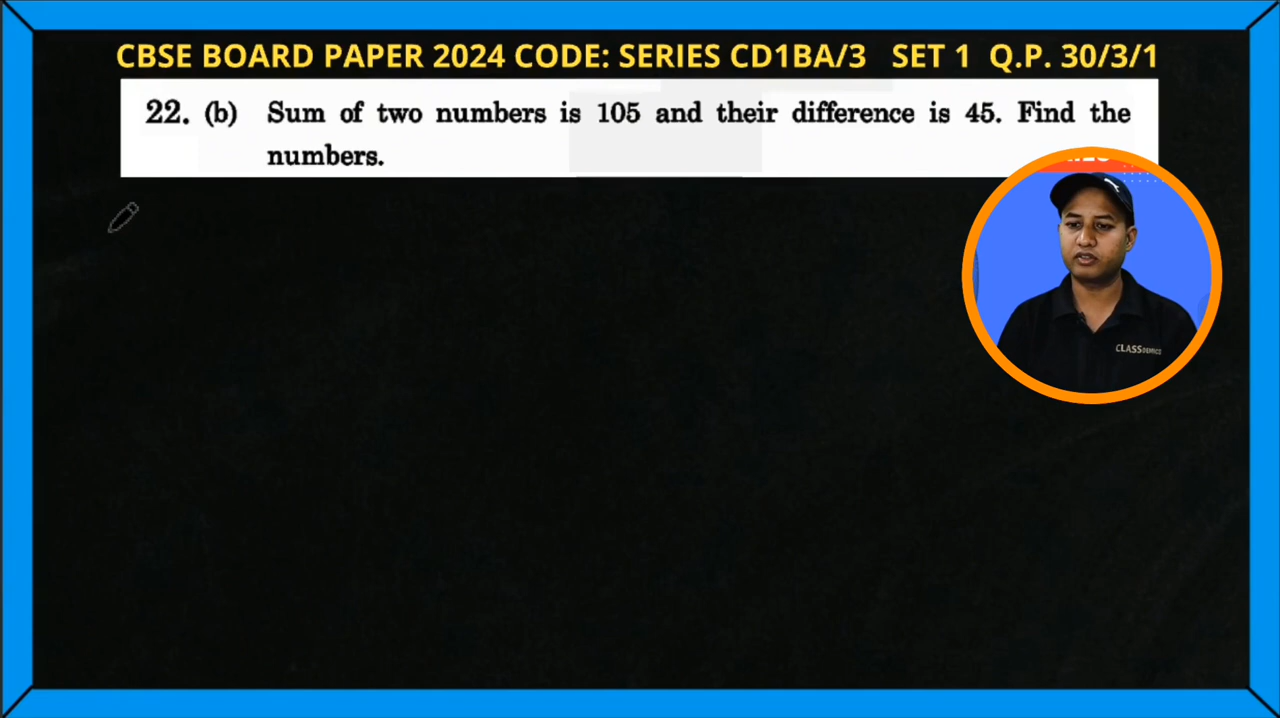 CBSE BOARD PAPER 2024 CODE: SERIES CD1BA/3 SET 1 Q.P. 30/3/1
22. (b) Sum of two numbers is 105 and their difference is 45. Find the
numbers.